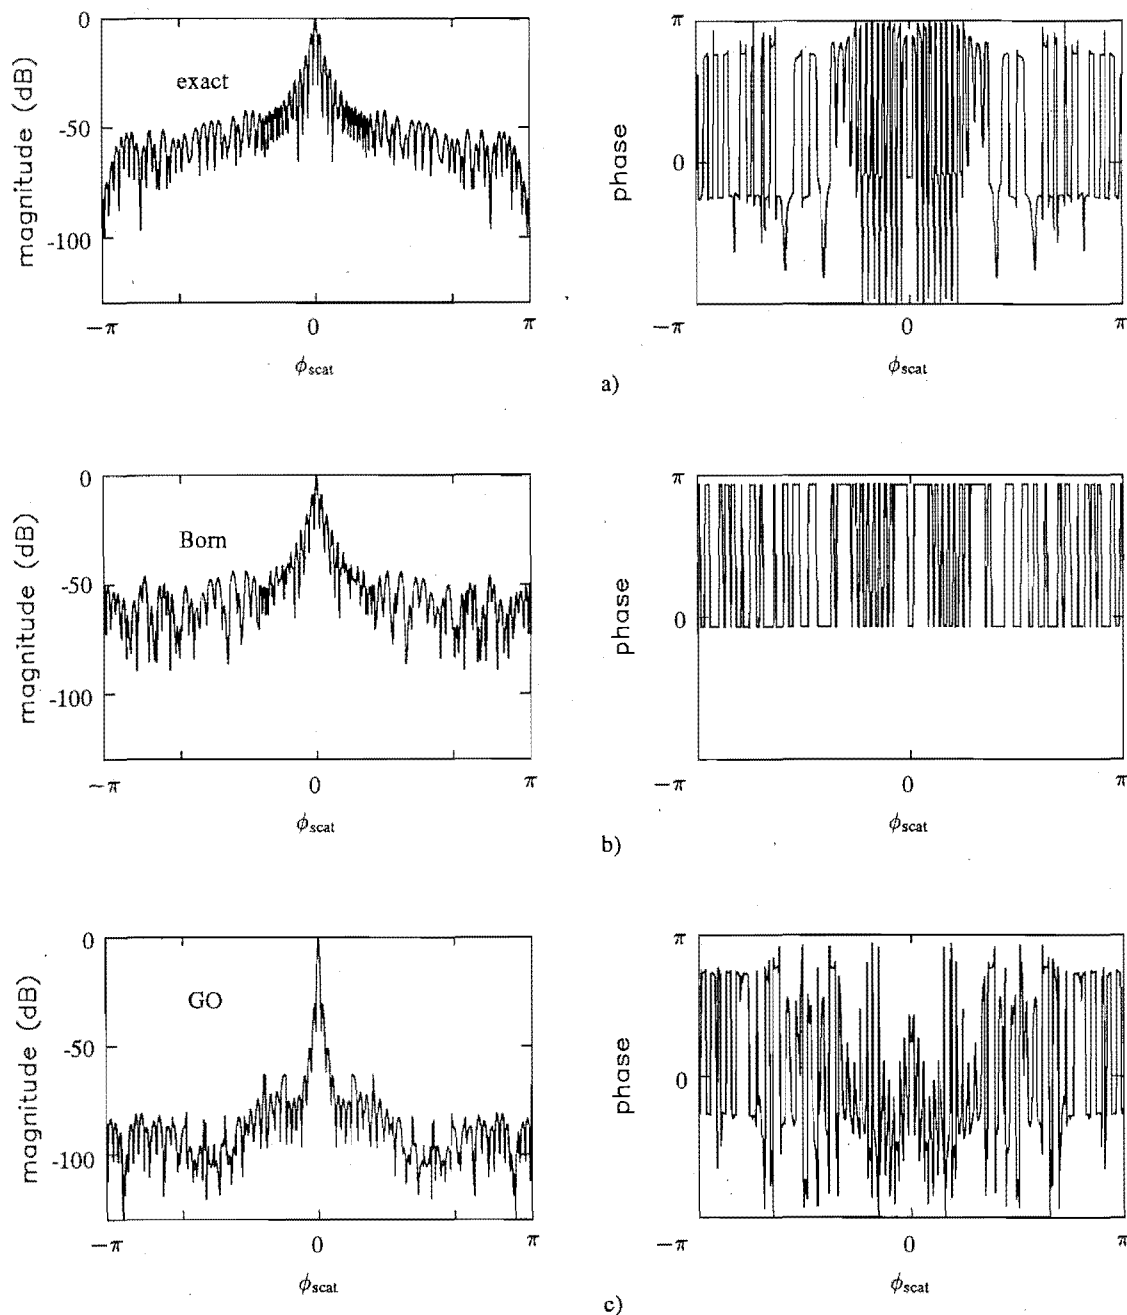 0
-50
-100
magnitude (dB)
exact
−π
0
π
ϕscat
π
0
phase
−π
0
π
ϕscat
a)
0
-50
-100
magnitude (dB)
Born
−π
0
π
ϕscat
π
0
phase
−π
0
π
ϕscat
b)
0
-50
-100
magnitude (dB)
GO
−π
0
π
ϕscat
π
0
phase
−π
0
π
ϕscat
c)